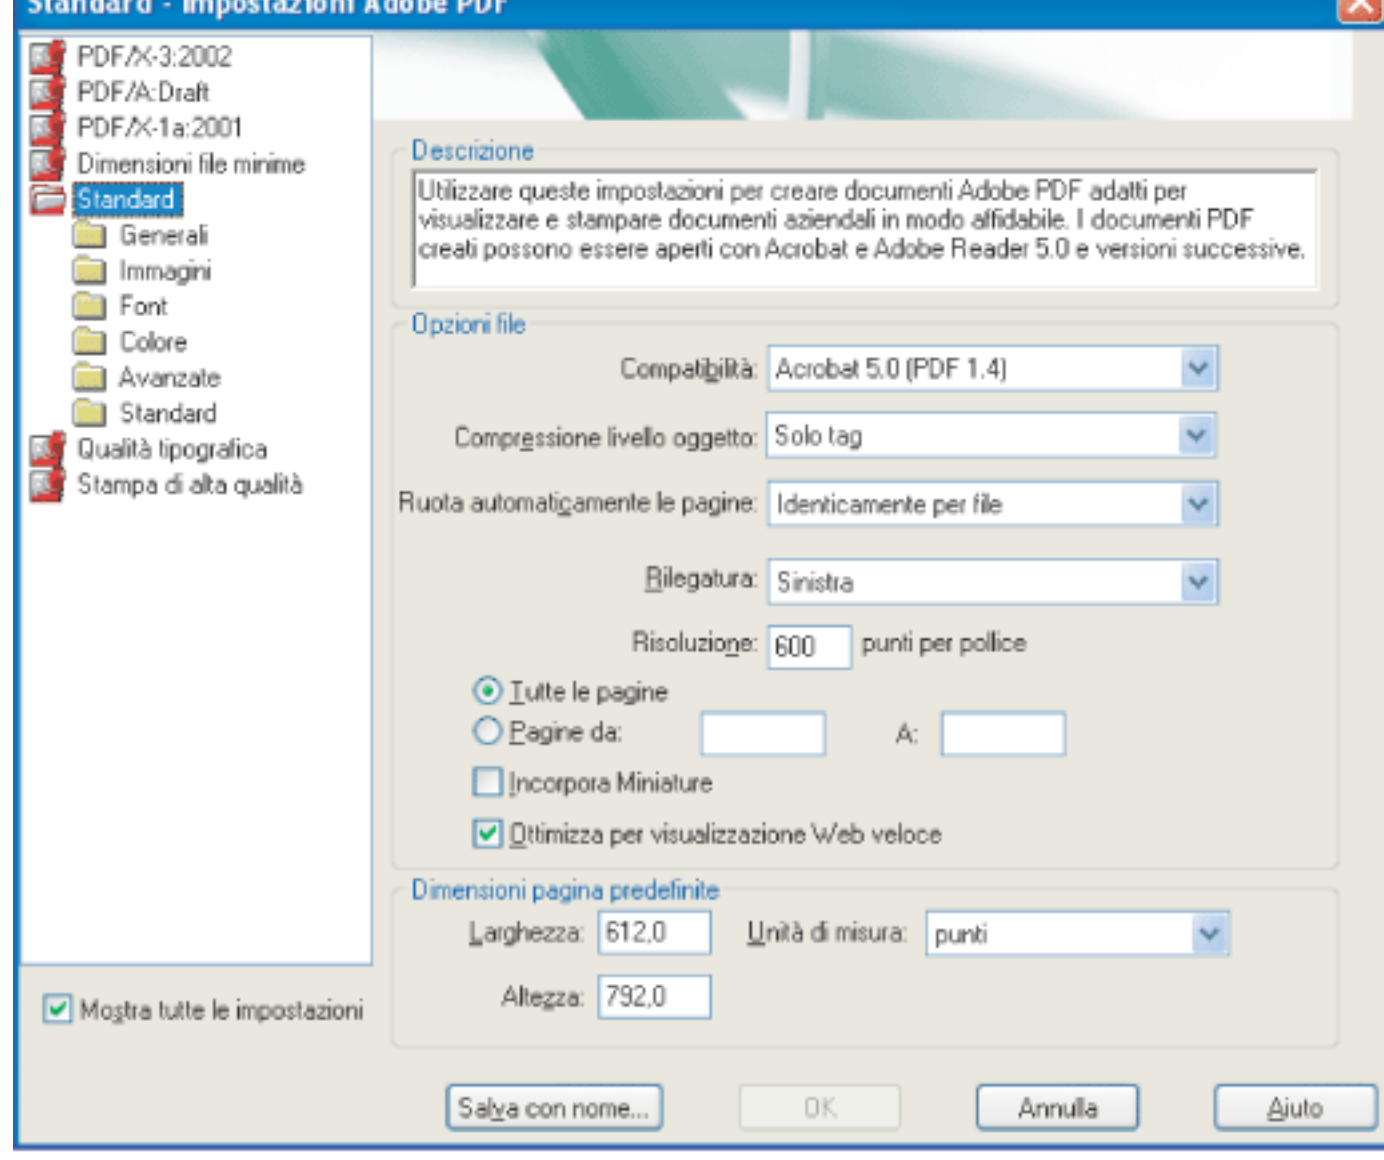 Standard - Impostazioni Adobe PDF
PDF/X-3:2002
PDF/A:Draft
PDF/X-1a:2001
Dimensioni file minime
Standard
Generali
Immagini
Font
Colore
Avanzate
Standard
Qualità tipografica
Stampa di alta qualità
Mostra tutte le impostazioni
Descrizione
Utilizzare queste impostazioni per creare documenti Adobe PDF adatti per
visualizzare e stampare documenti aziendali in modo affidabile. I documenti PDF
creati possono essere aperti con Acrobat e Adobe Reader 5.0 e versioni successive.
Opzioni file
Compatibilità: Acrobat 5.0 (PDF 1.4)
Compressione livello oggetto: Solo tag
Ruota automaticamente le pagine: Identicamente per file
Rilegatura: Sinistra
Risoluzione: 600 punti per pollice
Tutte le pagine
Pagine da: A:
Incorpora Miniature
Ottimizza per visualizzazione Web veloce
Dimensioni pagina predefinite
Larghezza: 612,0 Unità di misura: punti
Altezza: 792,0
Salva con nome... OK Annulla Aiuto